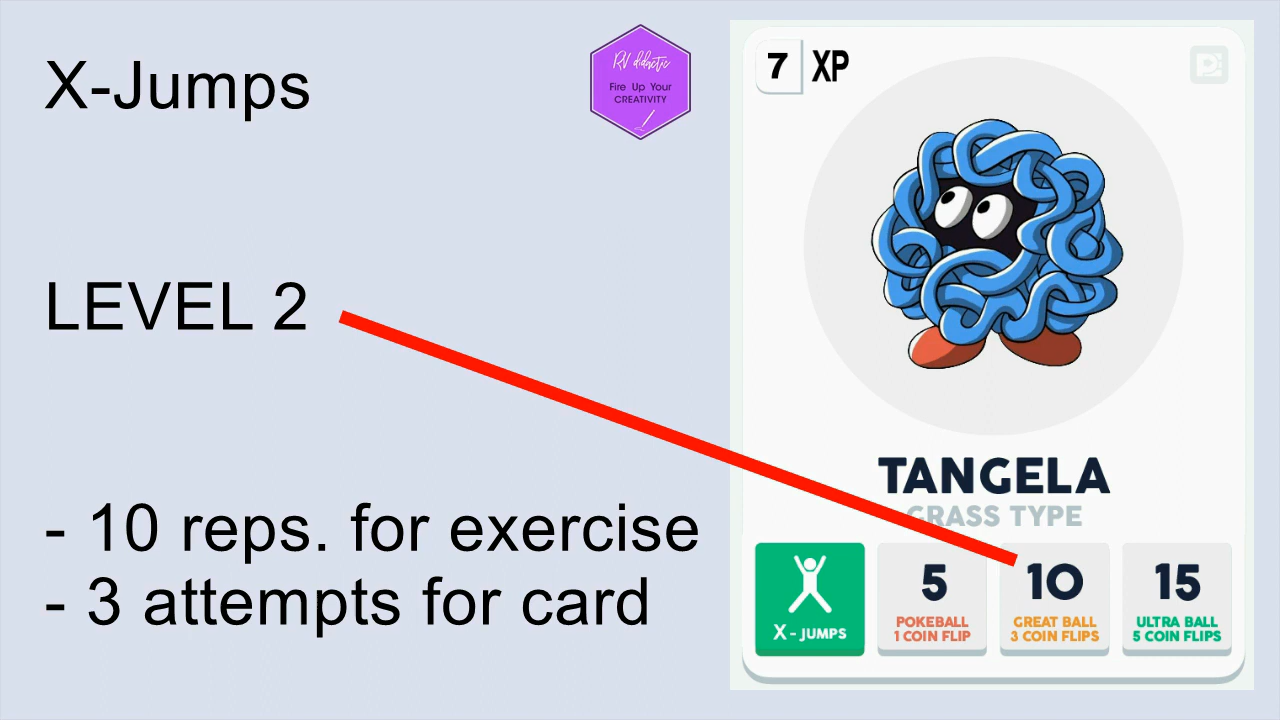 X-Jumps
LEVEL 2
- 10 reps. for exercise
- 3 attempts for card
RV didactic
Fire Up Your
CREATIVITY
7 XP
TANGELA
GRASS TYPE
X - JUMPS
5
POKEBALL
1 COIN FLIP
10
GREAT BALL
3 COIN FLIPS
15
ULTRA BALL
5 COIN FLIPS